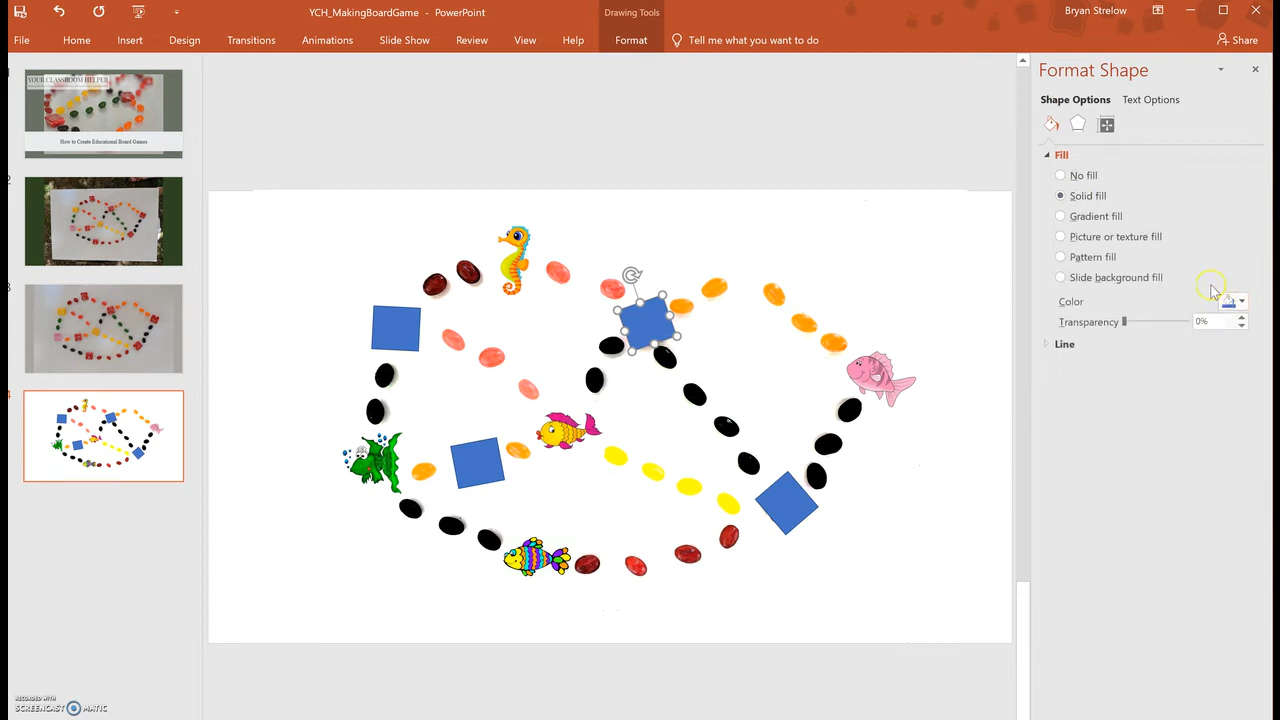 YCH_MakingBoardGame - PowerPoint
Drawing Tools
Bryan Strelow
File Home Insert Design Transitions Animations Slide Show Review View Help Format Tell me what you want to do Share
Format Shape
Shape Options Text Options
Fill
No fill
Solid fill
Gradient fill
Picture or texture fill
Pattern fill
Slide background fill
Color
Transparency 0%
Line
YOUR CLASSROOM HELPER
How to Create Educational Board Games
2
3
4
RECORDED WITH
SCREENCAST MATIC